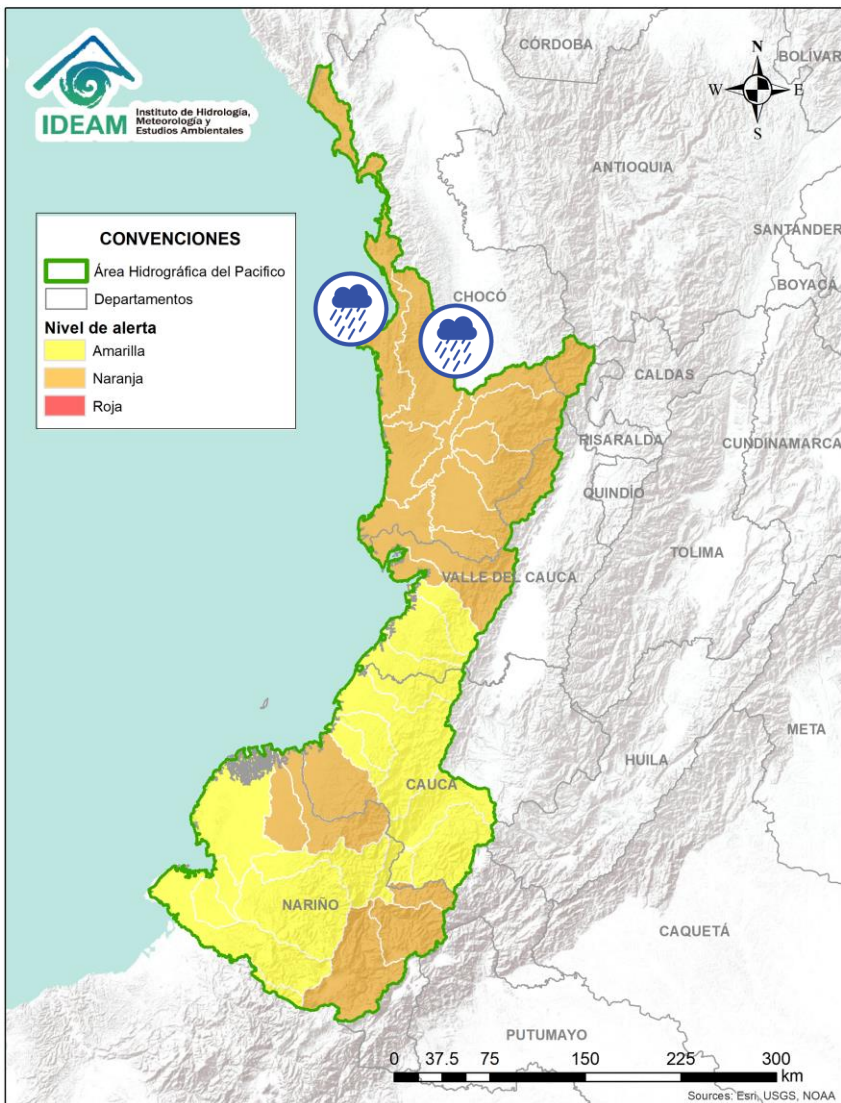 IDEAM
Instituto de Hidrología,
Meteorología y
Estudios Ambientales
CÓRDOBA
BOLÍVAR
N
W
E
S
ANTIOQUIA
SANTANDER
BOYACÁ
CONVENCIONES
Área Hidrográfica del Pacifico
Departamentos
Nivel de alerta
Amarilla
Naranja
Roja
CHOCÓ
CALDAS
RISARALDA
CUNDINAMARCA
QUINDÍO
TOLIMA
VALLE DEL CAUCA
META
HUILA
CAUCA
NARIÑO
CAQUETÁ
PUTUMAYO
0 37.5 75 150 225 300
km
Sources: Esri, USGS, NOAA